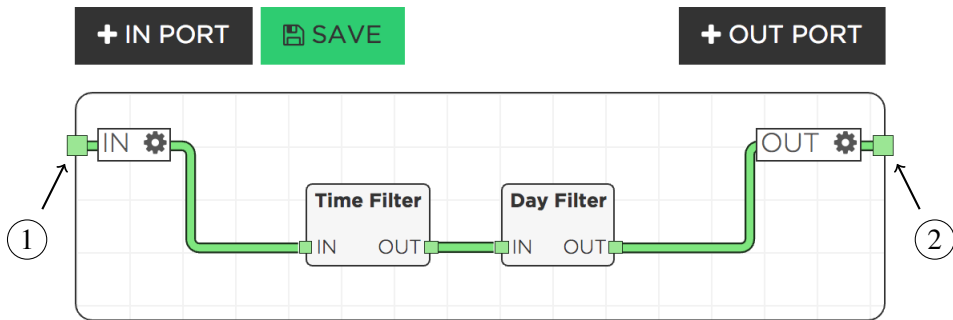 + IN PORT
SAVE
+ OUT PORT
IN
OUT
Time Filter
Day Filter
IN OUT
IN OUT
1
2